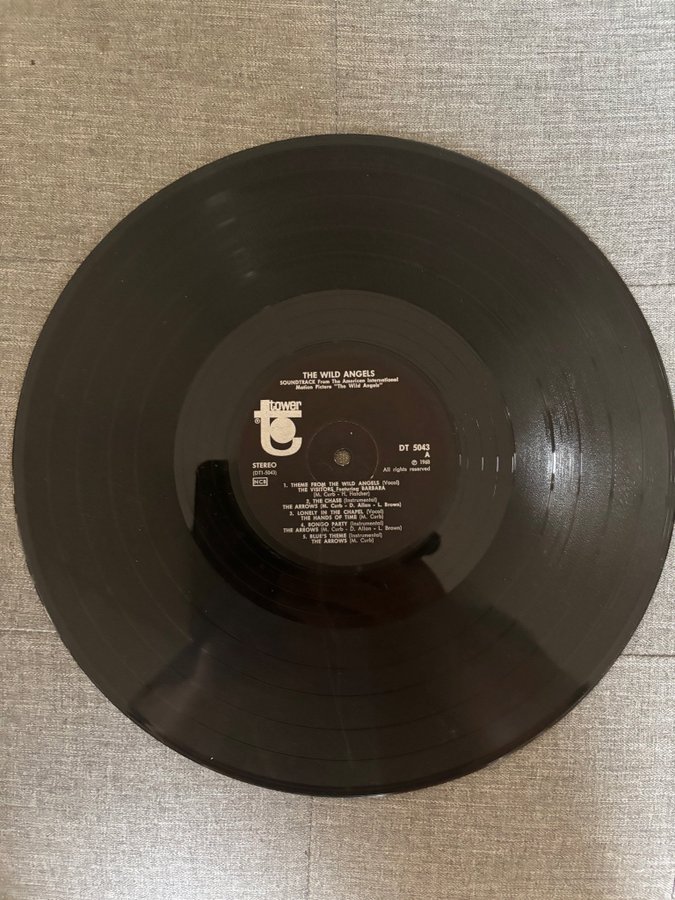 THE WILD ANGELS
SOUNDTRACK From The American International
Motion Picture "The Wild Angels"
tower
®
DT 5043
A
STEREO
(DT1-5043)
℗ 1968
All rights reserved
NCB
1. THEME FROM THE WILD ANGELS (Vocal)
THE VISITORS Featuring BARBARA
(M. Curb - H. Hatcher)
2. THE CHASE (Instrumental)
THE ARROWS (M. Curb - D. Allan - L. Brown)
3. LONELY IN THE CHAPEL (Vocal)
THE HANDS OF TIME (M. Curb)
4. BONGO PARTY (Instrumental)
THE ARROWS (M. Curb - D. Allan - L. Brown)
5. BLUE'S THEME (Instrumental)
THE ARROWS (M. Curb)